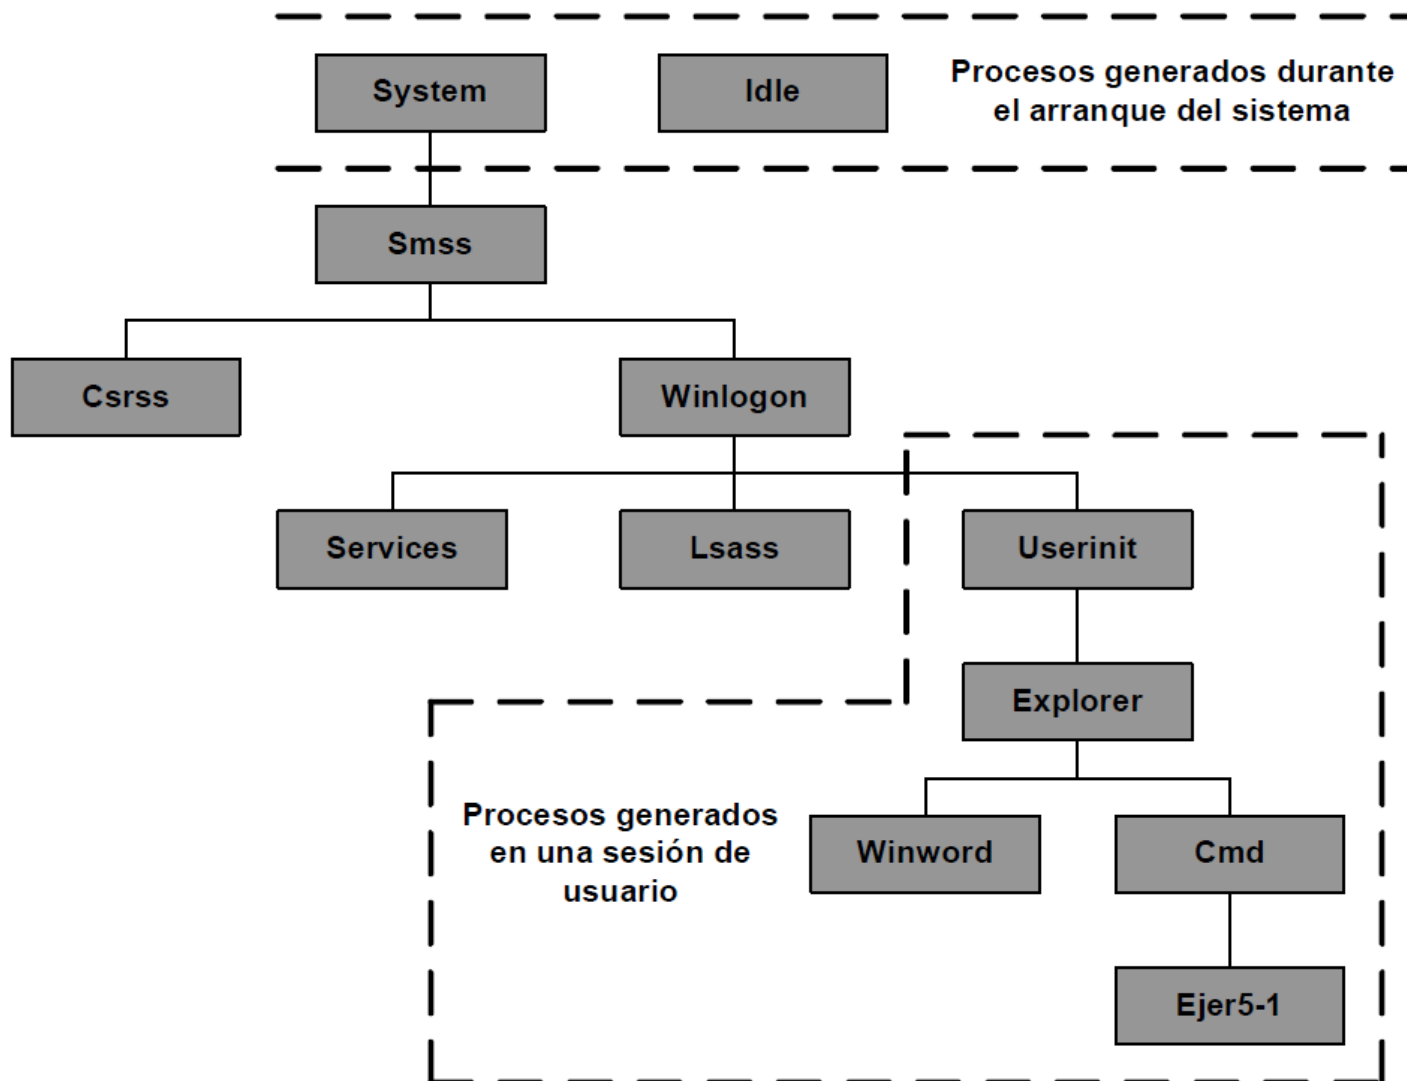 System
Idle
Procesos generados durante
el arranque del sistema
Smss
Csrss
Winlogon
Services
Lsass
Userinit
Explorer
Procesos generados
en una sesión de
usuario
Winword
Cmd
Ejer5-1